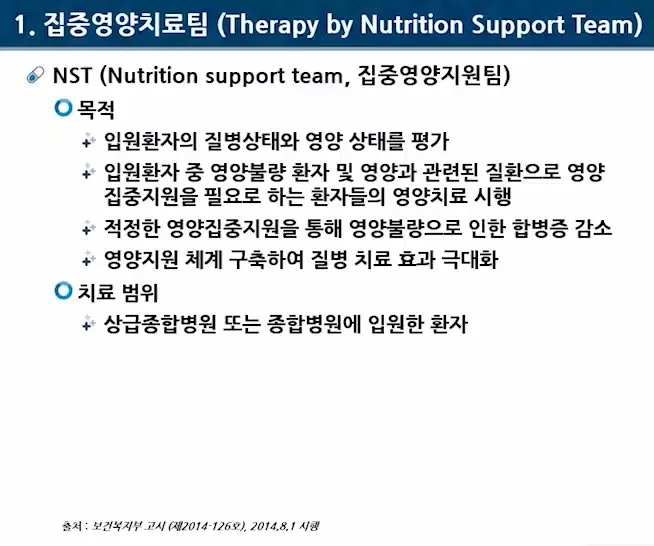 1. 집중영양치료팀 (Therapy by Nutrition Support Team)
NST (Nutrition support team, 집중영양지원팀)
목적
입원환자의 질병상태와 영양 상태를 평가
입원환자 중 영양불량 환자 및 영양과 관련된 질환으로 영양
집중지원을 필요로 하는 환자들의 영양치료 시행
적정한 영양집중지원을 통해 영양불량으로 인한 합병증 감소
영양지원 체계 구축하여 질병 치료 효과 극대화
치료 범위
상급종합병원 또는 종합병원에 입원한 환자
출처 : 보건복지부 고시 (제2014-126호), 2014.8.1 시행